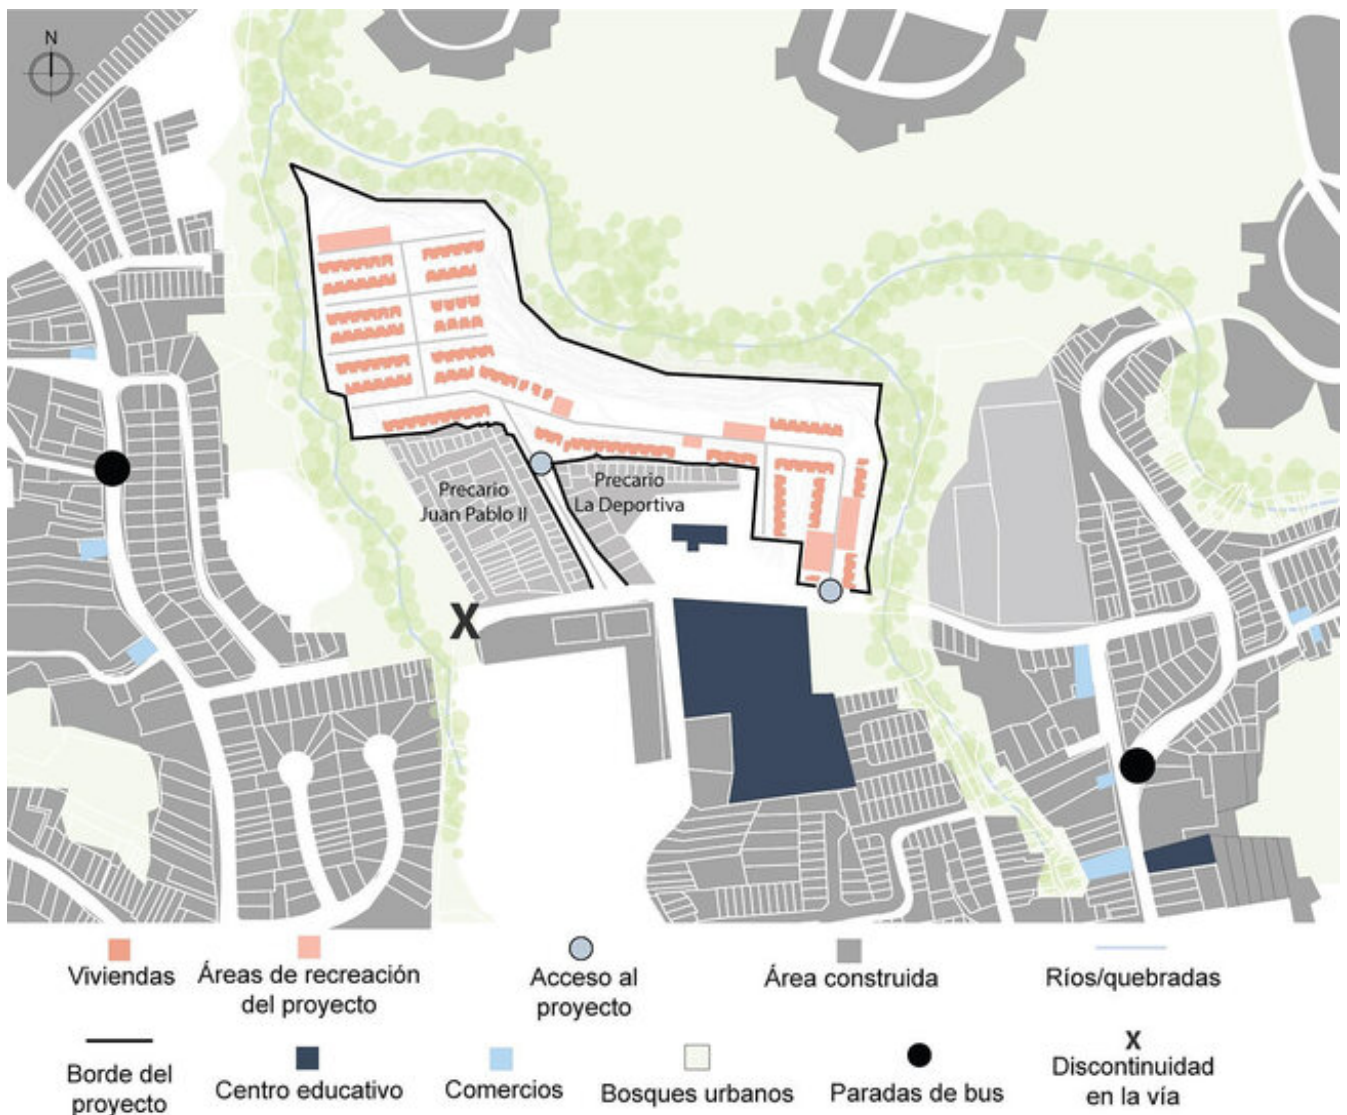 N
Precario
Juan Pablo II
Precario
La Deportiva
X
Viviendas
Áreas de recreación
del proyecto
Acceso al
proyecto
Área construida
Ríos/quebradas
Borde del
proyecto
Centro educativo
Comercios
Bosques urbanos
Paradas de bus
X
Discontinuidad
en la vía